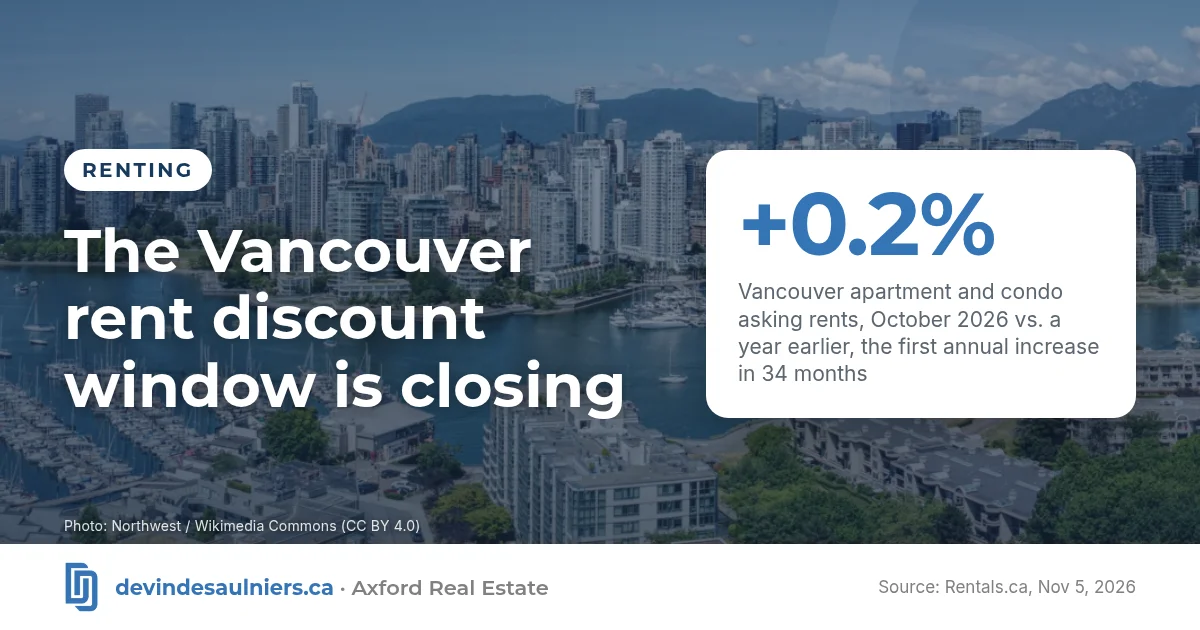 RENTING
The Vancouver
rent discount
window is closing
+0.2%
Vancouver apartment and condo
asking rents, October 2026 vs. a
year earlier, the first annual increase
in 34 months
Photo: Northwest / Wikimedia Commons (CC BY 4.0)
devindesaulniers.ca · Axford Real Estate
Source: Rentals.ca, Nov 5, 2026